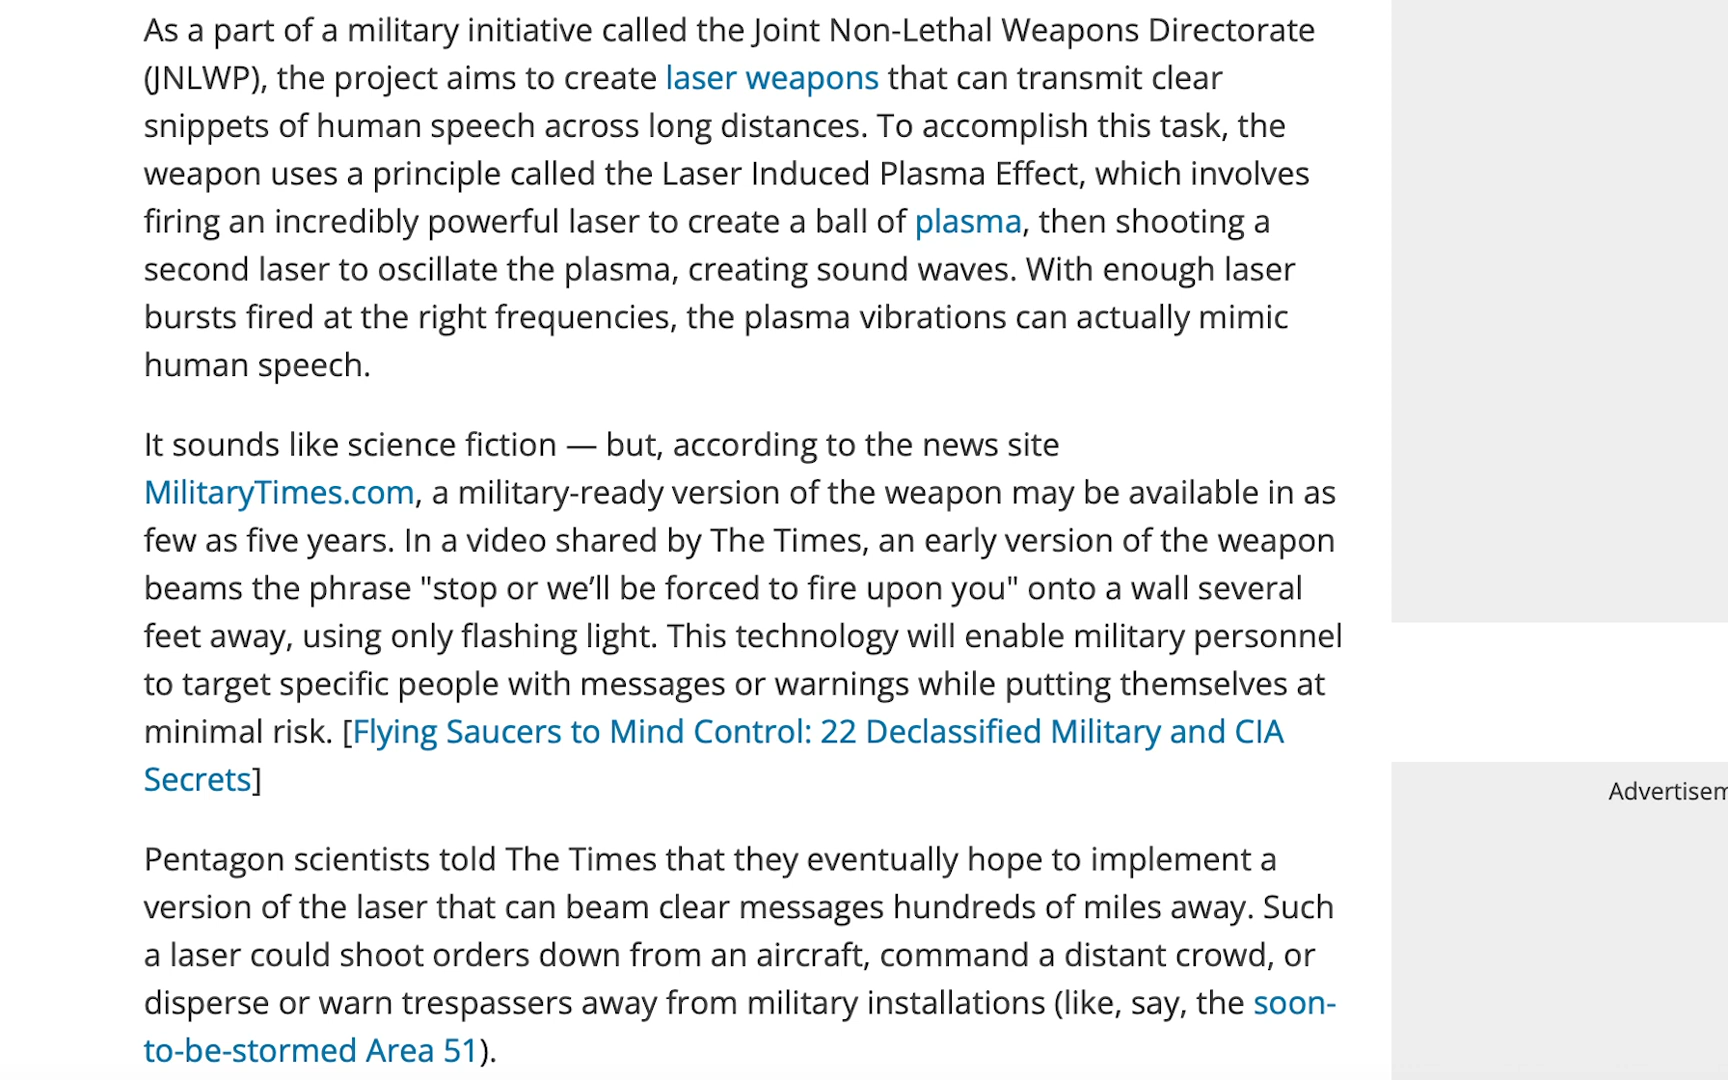 As a part of a military initiative called the Joint Non-Lethal Weapons Directorate
(JNLWP), the project aims to create laser weapons that can transmit clear
snippets of human speech across long distances. To accomplish this task, the
weapon uses a principle called the Laser Induced Plasma Effect, which involves
firing an incredibly powerful laser to create a ball of plasma, then shooting a
second laser to oscillate the plasma, creating sound waves. With enough laser
bursts fired at the right frequencies, the plasma vibrations can actually mimic
human speech.
It sounds like science fiction — but, according to the news site
MilitaryTimes.com, a military-ready version of the weapon may be available in as
few as five years. In a video shared by The Times, an early version of the weapon
beams the phrase "stop or we’ll be forced to fire upon you" onto a wall several
feet away, using only flashing light. This technology will enable military personnel
to target specific people with messages or warnings while putting themselves at
minimal risk. [Flying Saucers to Mind Control: 22 Declassified Military and CIA
Secrets]
Advertisem
Pentagon scientists told The Times that they eventually hope to implement a
version of the laser that can beam clear messages hundreds of miles away. Such
a laser could shoot orders down from an aircraft, command a distant crowd, or
disperse or warn trespassers away from military installations (like, say, the soon-
to-be-stormed Area 51).